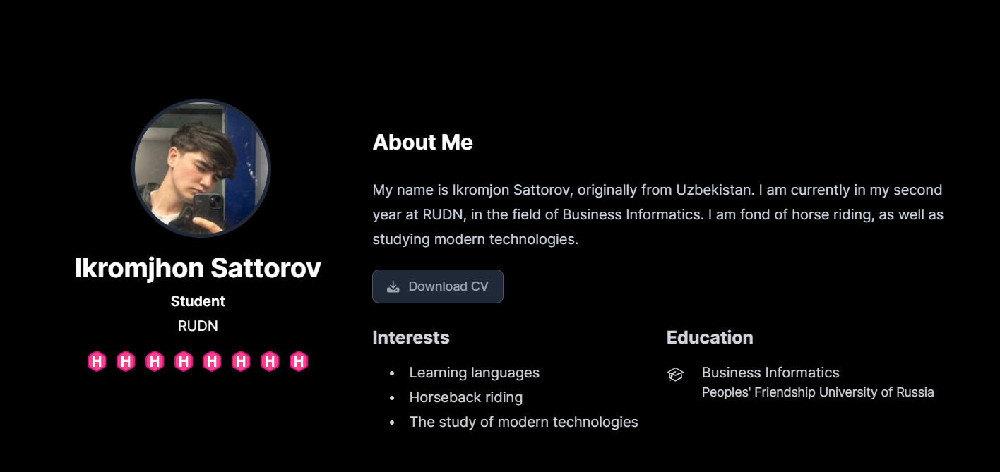 Ikromjhon Sattorov
Student
RUDN
H H H H H H H H
About Me
My name is Ikromjon Sattorov, originally from Uzbekistan. I am currently in my second
year at RUDN, in the field of Business Informatics. I am fond of horse riding, as well as
studying modern technologies.
Download CV
Interests
• Learning languages
• Horseback riding
• The study of modern technologies
Education
Business Informatics
Peoples' Friendship University of Russia